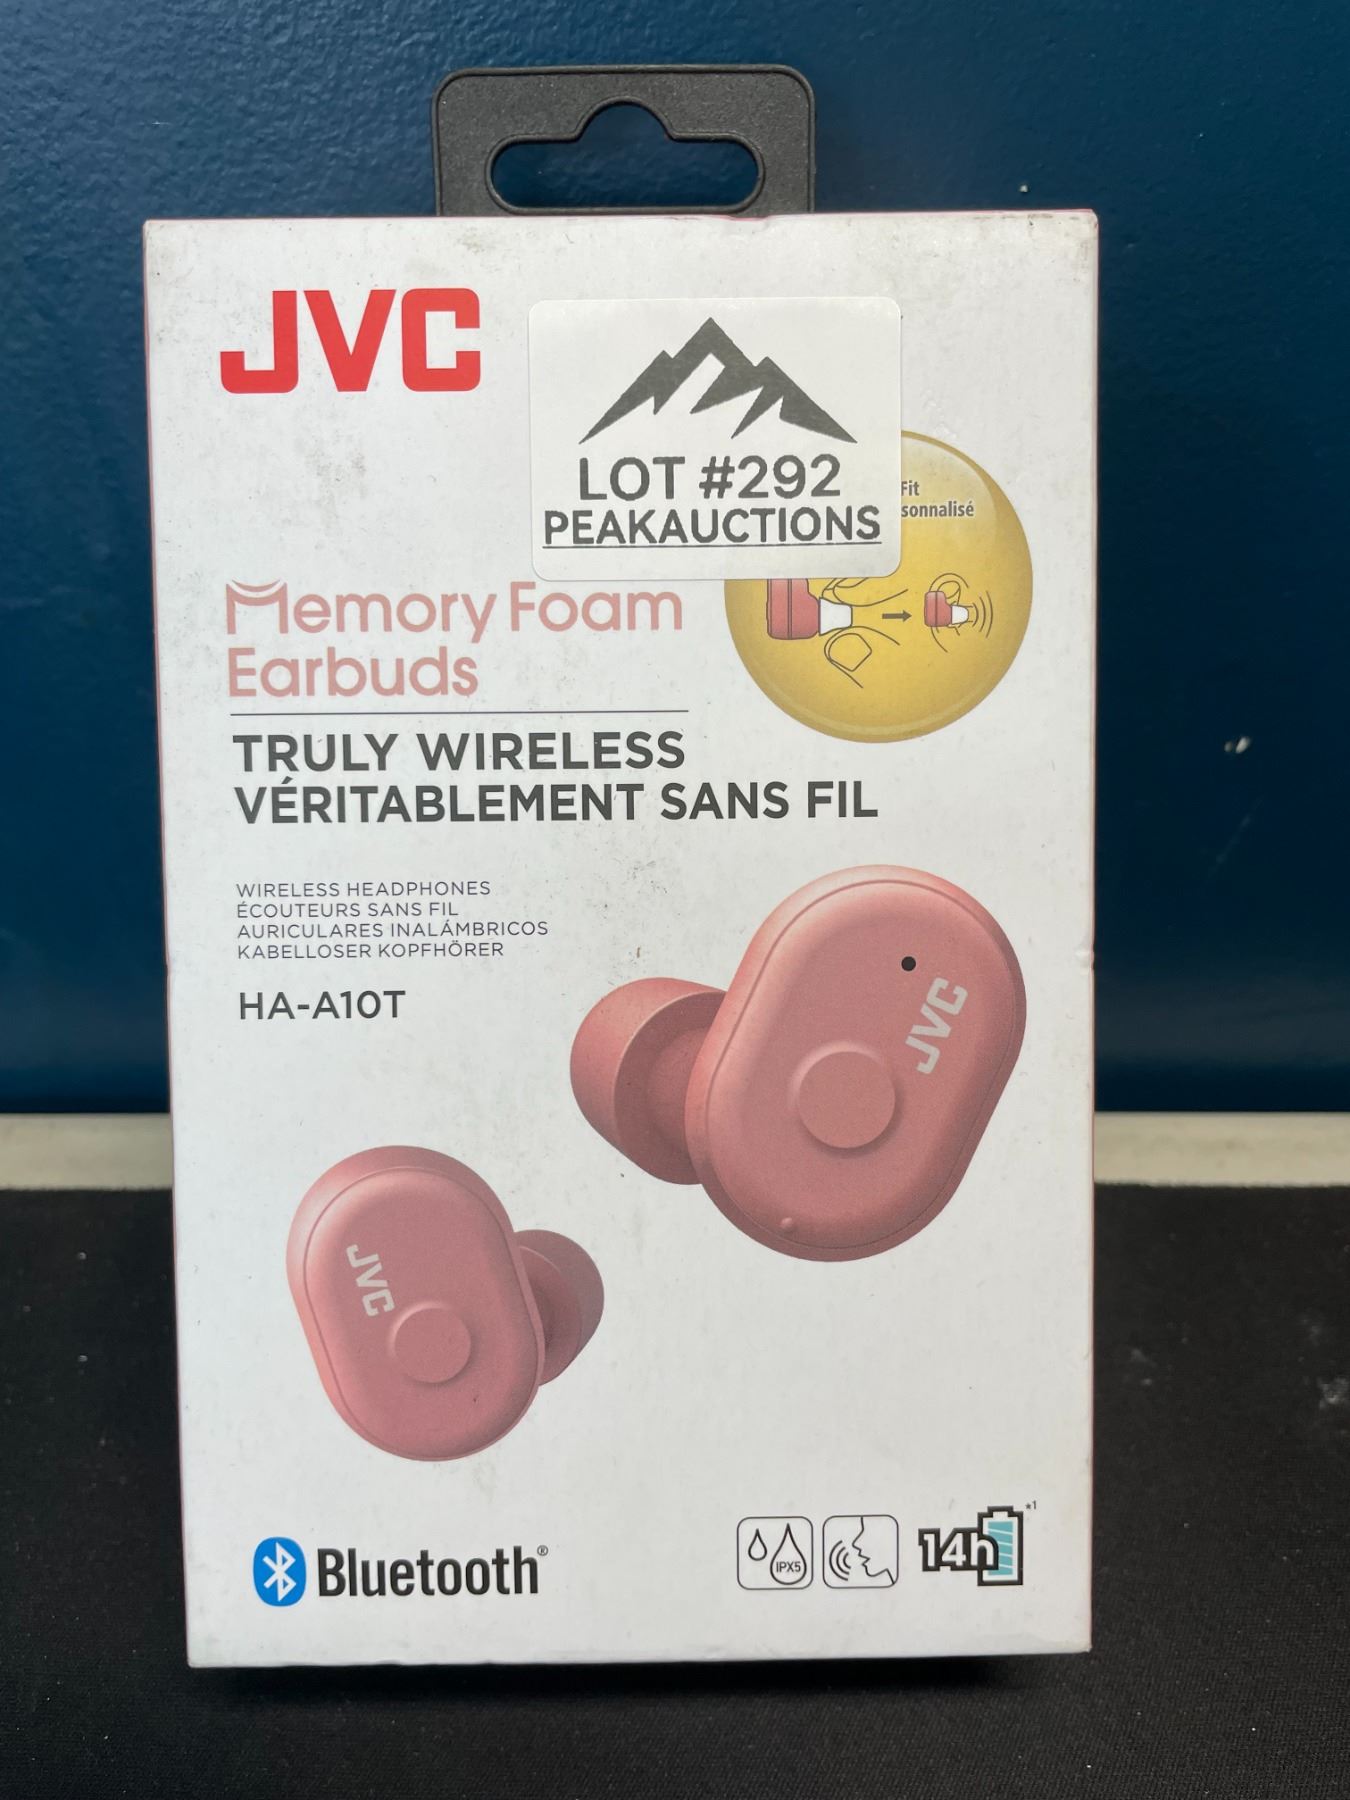 JVC
LOT #292
PEAKAUCTIONS
Fit
Memory Foam
Earbuds
TRULY WIRELESS
VÉRITABLEMENT SANS FIL
WIRELESS HEADPHONES
ÉCOUTEURS SANS FIL
AURICULARES INALÁMBRICOS
KABELLOSER KOPFHÖRER
HA-A10T
JVC
JVC
Bluetooth®
IPX5
14h*1